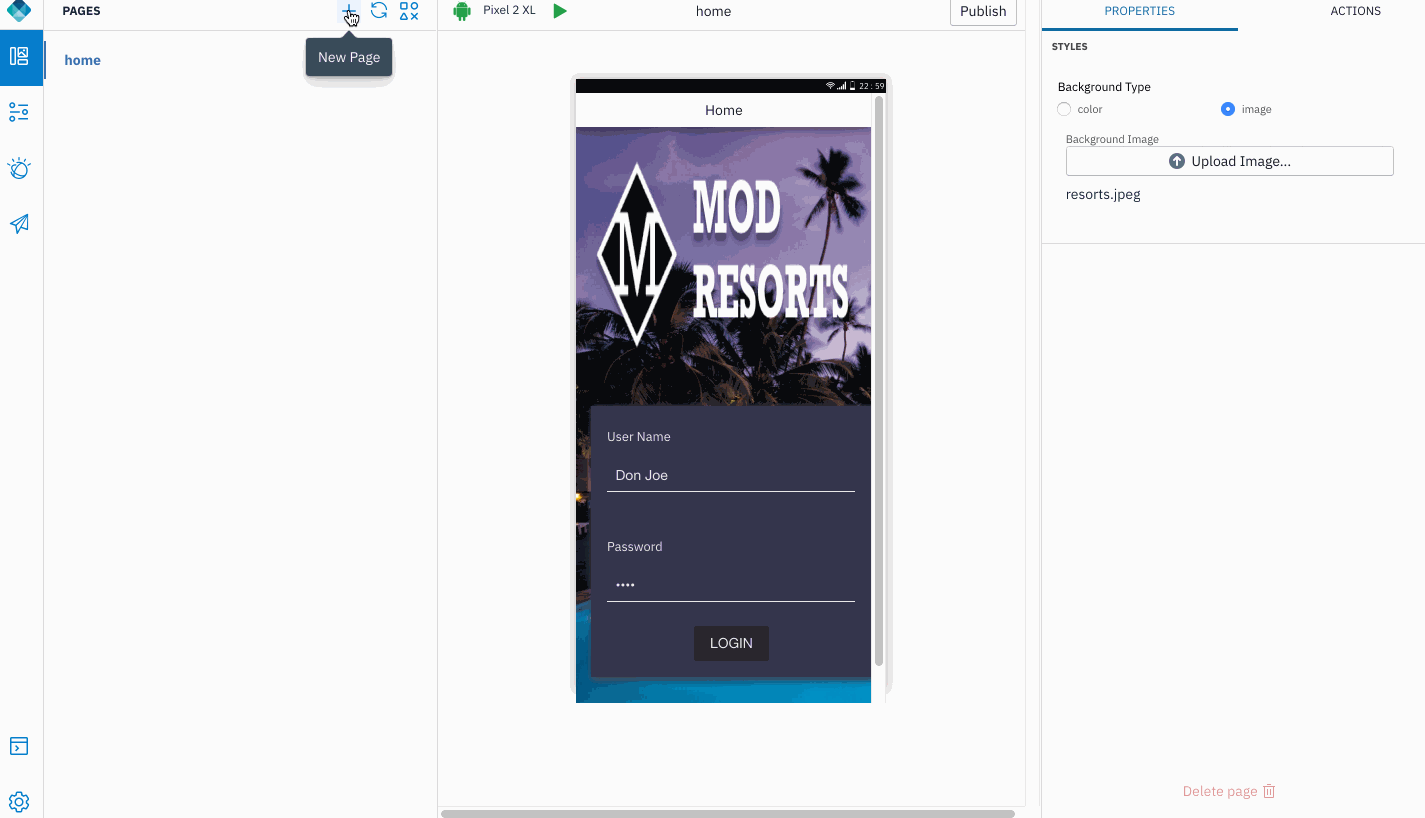 PAGES
Pixel 2 XL
home
Publish
PROPERTIES
ACTIONS
New Page
home
STYLES
Background Type
color
image
Background Image
Upload Image...
resorts.jpeg
22:59
Home
M
MOD
RESORTS
User Name
Don Joe
Password
••••
LOGIN
Delete page